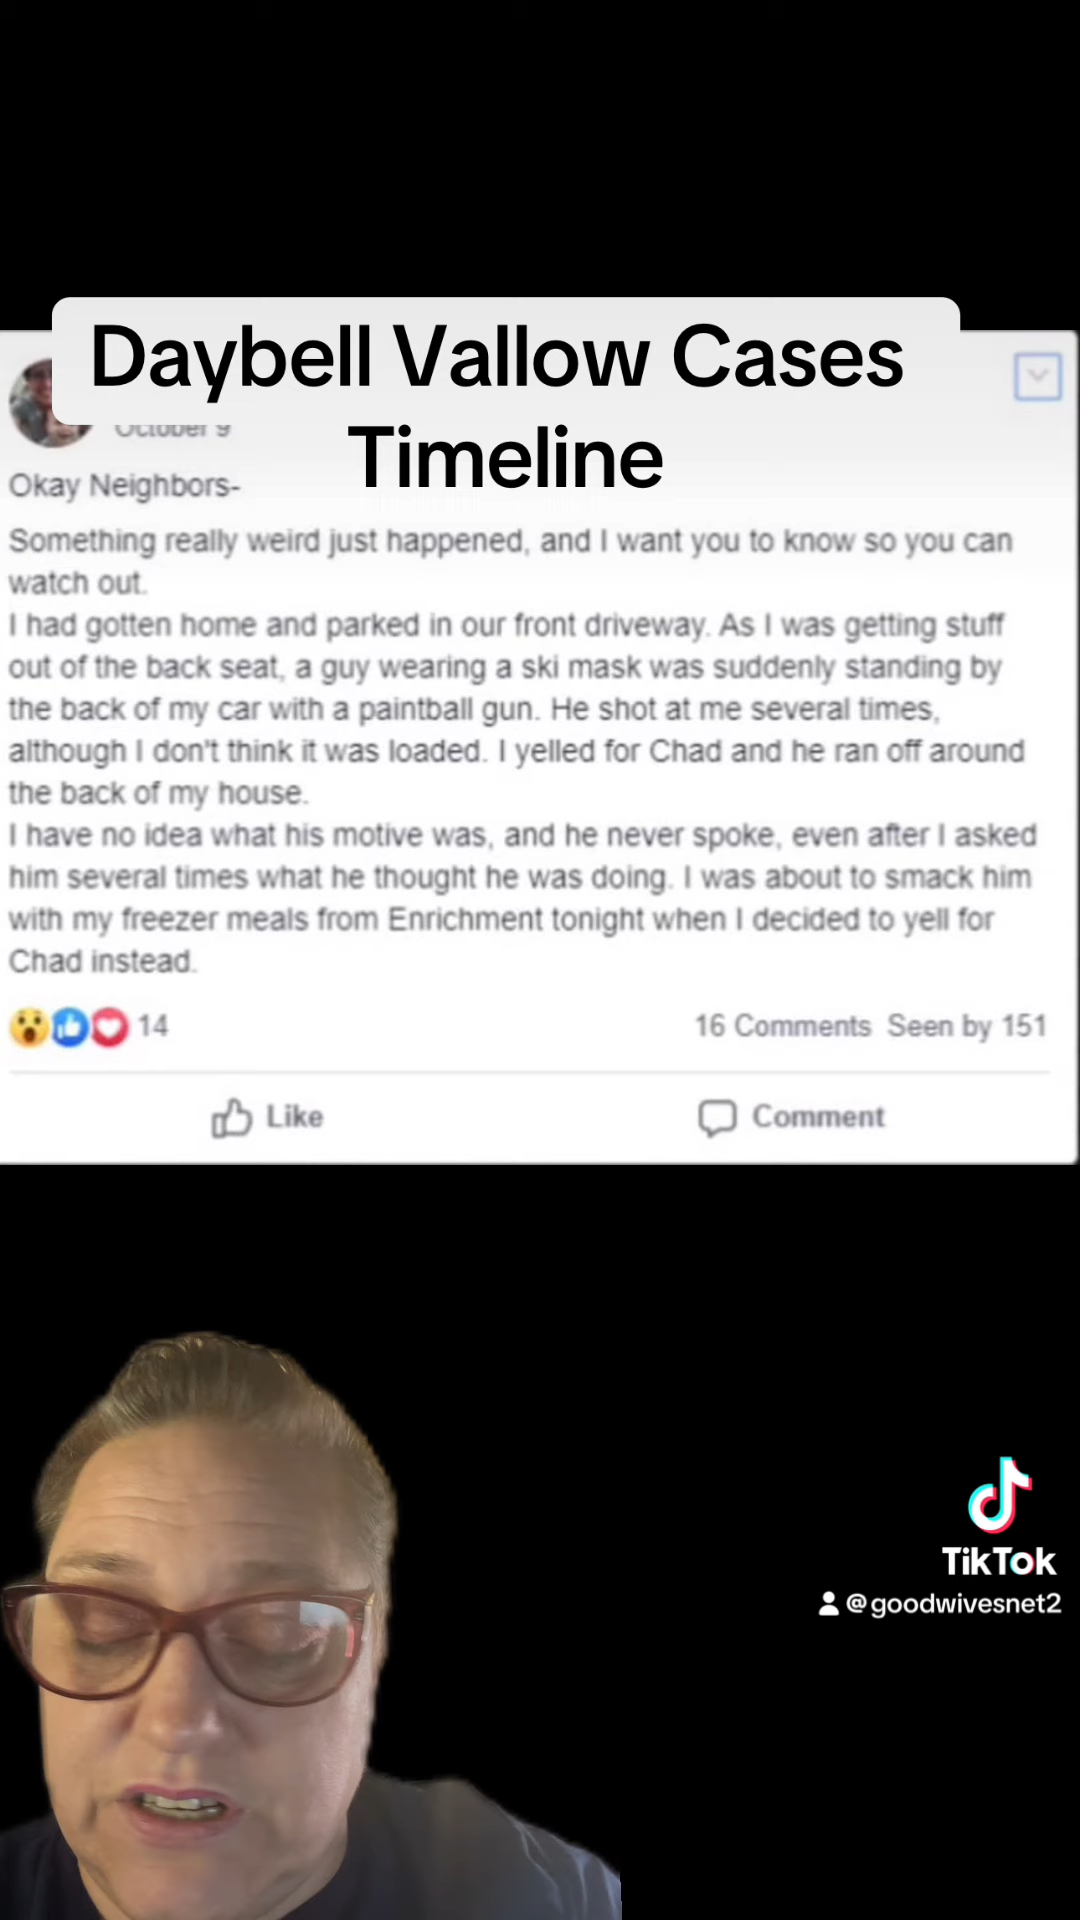 Daybell Vallow Cases
Timeline
October 9
Okay Neighbors-
Something really weird just happened, and I want you to know so you can
watch out.
I had gotten home and parked in our front driveway. As I was getting stuff
out of the back seat, a guy wearing a ski mask was suddenly standing by
the back of my car with a paintball gun. He shot at me several times,
although I don't think it was loaded. I yelled for Chad and he ran off around
the back of my house.
I have no idea what his motive was, and he never spoke, even after I asked
him several times what he thought he was doing. I was about to smack him
with my freezer meals from Enrichment tonight when I decided to yell for
Chad instead.
14
16 Comments Seen by 151
Like
Comment
TikTok
@goodwivesnet2